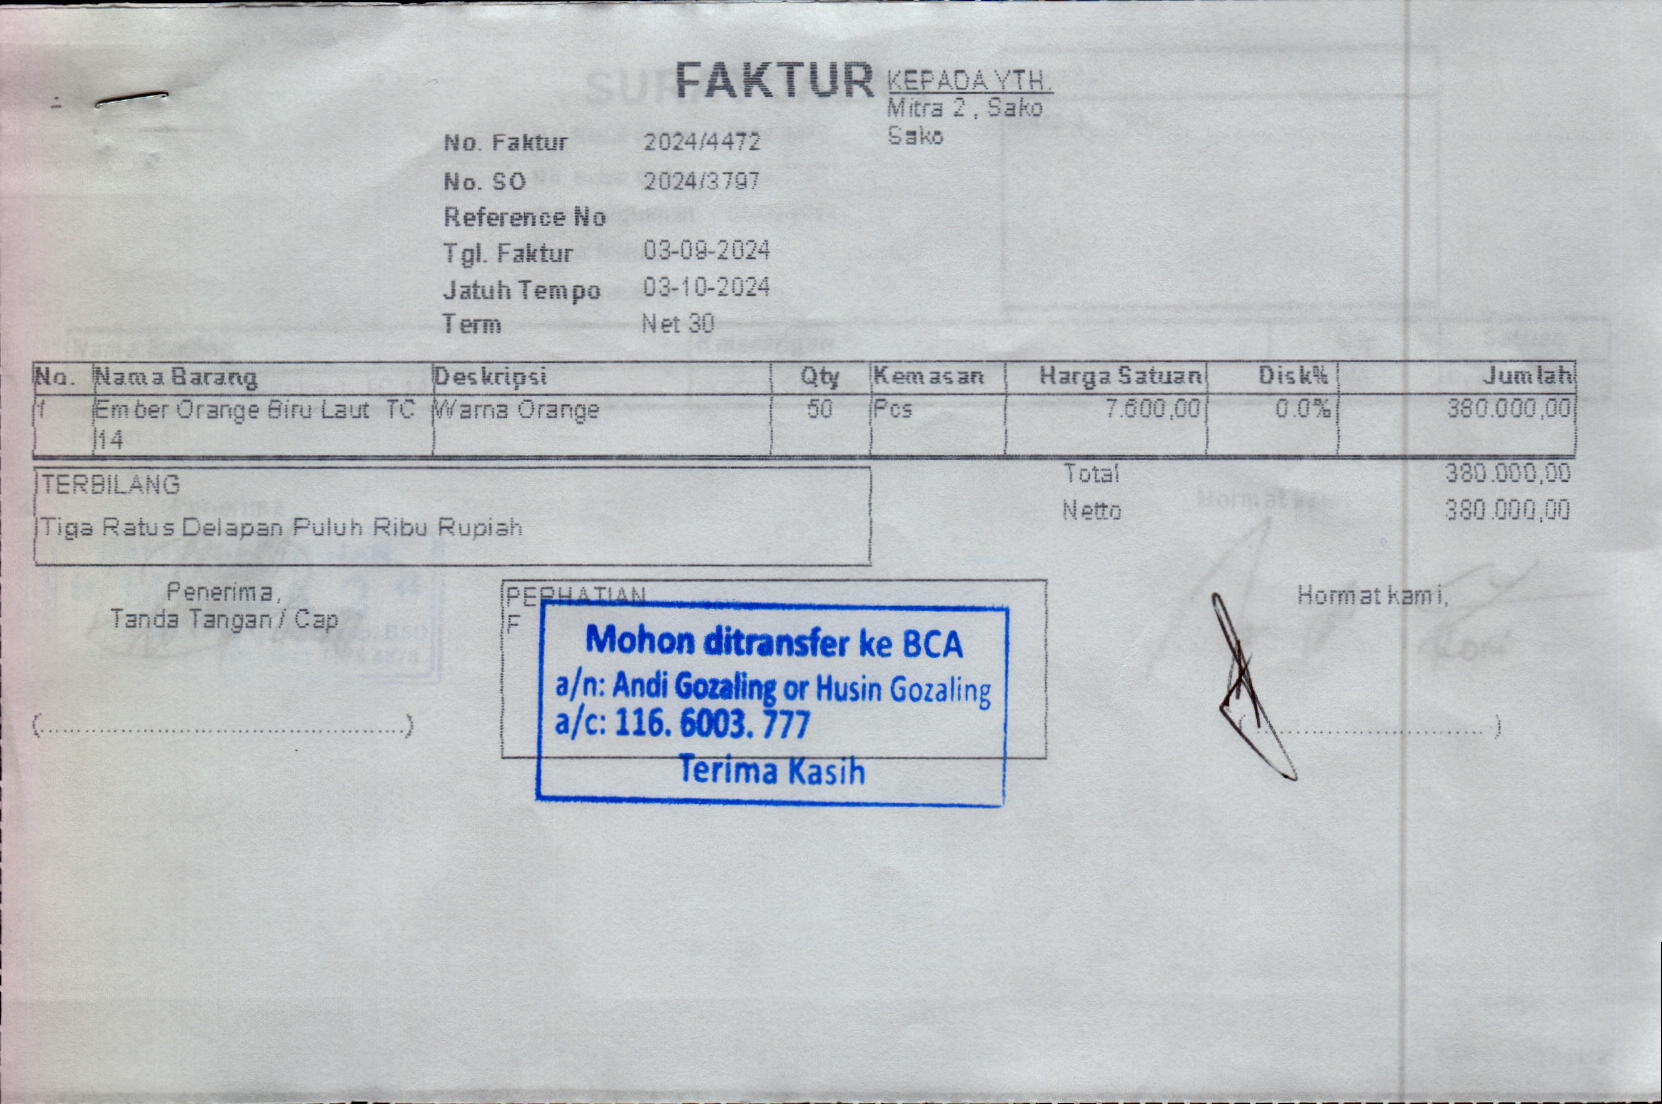 FAKTUR
KEPADA YTH.
Mitra 2 , Sako
Sako
No. Faktur 2024/4472
No. SO 2024/3797
Reference No
Tgl. Faktur 03-09-2024
Jatuh Tempo 03-10-2024
Term Net 30
No. Nama Barang Deskripsi Qty Kemasan Harga Satuan Disk% Jumlah
1 Ember Orange Biru Laut TC Warna Orange 50 Pcs 7.600,00 0.0% 380.000,00
14
TERBILANG
Tiga Ratus Delapan Puluh Ribu Rupiah
Total 380.000,00
Netto 380.000,00
Penerima,
Tanda Tangan / Cap
(..............................................)
PERHATIAN
F
Mohon ditransfer ke BCA
a/n: Andi Gozaling or Husin Gozaling
a/c: 116. 6003. 777
Terima Kasih
Hormat kami,
(.............................. )